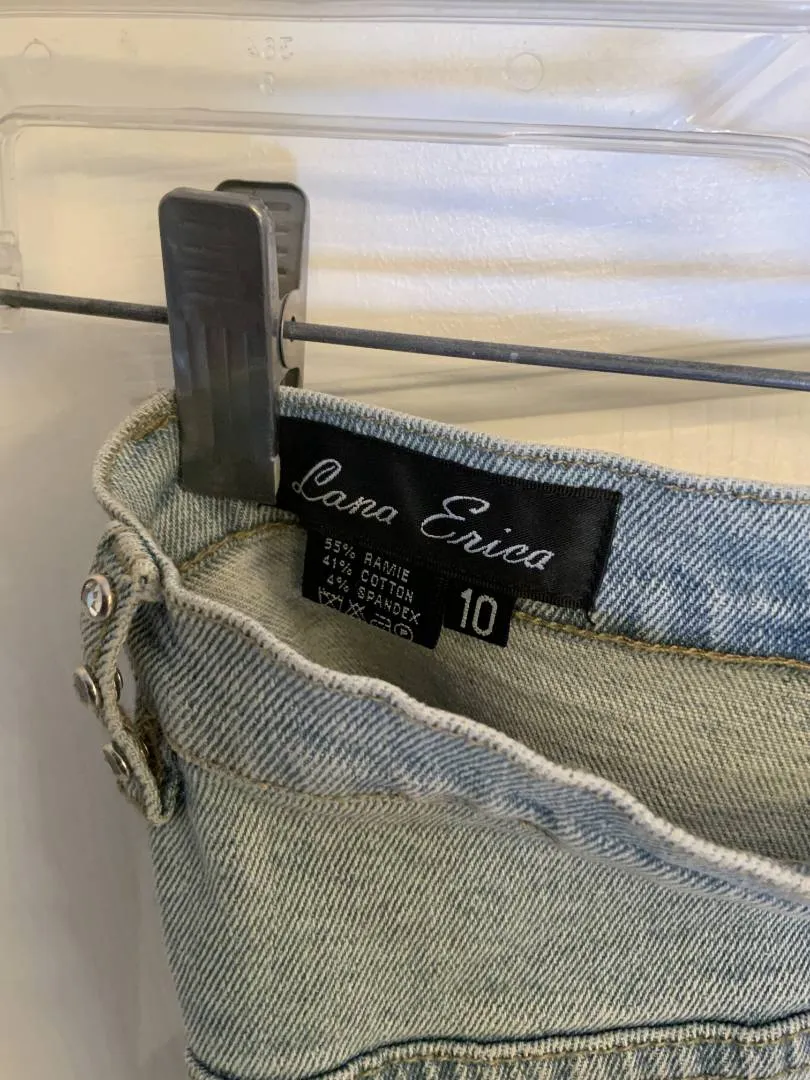 Lana Erica
55% RAMIE
41% COTTON
4% SPANDEX
10